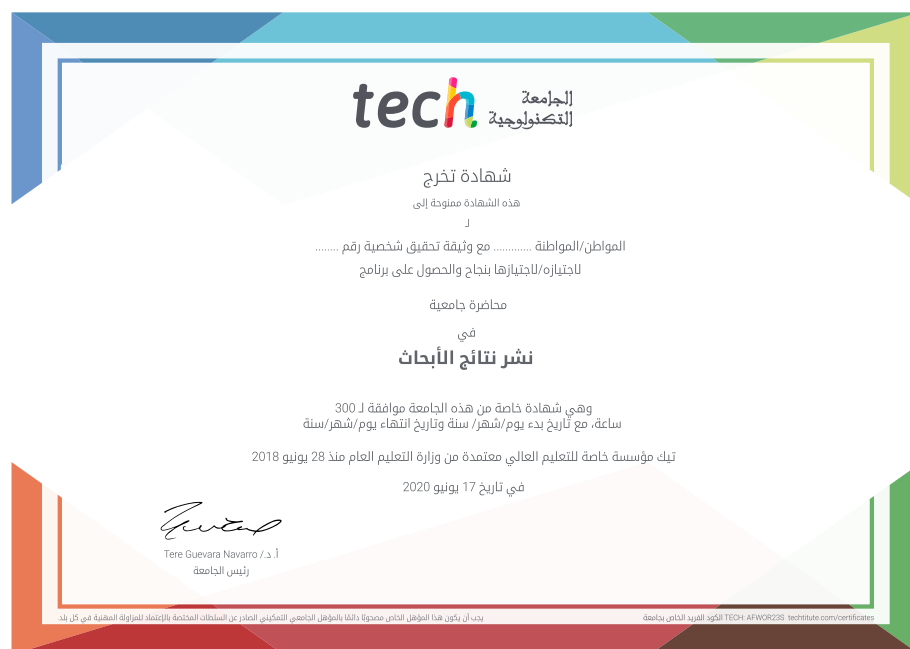 tech الجامعة
التكنولوجية
شهادة تخرج
هذه الشهادة ممنوحة إلى
لـ
المواطن/المواطنة ............. مع وثيقة تحقيق شخصية رقم ........
لاجتيازه/لاجتيازها بنجاح والحصول على برنامج
محاضرة جامعية
في
نشر نتائج الأبحاث
وهي شهادة خاصة من هذه الجامعة موافقة لـ 300
ساعة، مع تاريخ بدء يوم/شهر/ سنة وتاريخ انتهاء يوم/شهر/سنة
تيك مؤسسة خاصة للتعليم العالي معتمدة من وزارة التعليم العام منذ 28 يونيو 2018
في تاريخ 17 يونيو 2020
أ. د./ Tere Guevara Navarro
رئيس الجامعة
يجب أن يكون هذا المؤهل الخاص مصحوبًا دائمًا بالمؤهل الجامعي التمكيني الصادر عن السلطات المختصة بالإعتماد للمزاولة المهنية في كل بلد.
الكود الفريد الخاص بجامعة TECH: AFWOR23S techtitute.com/certificates